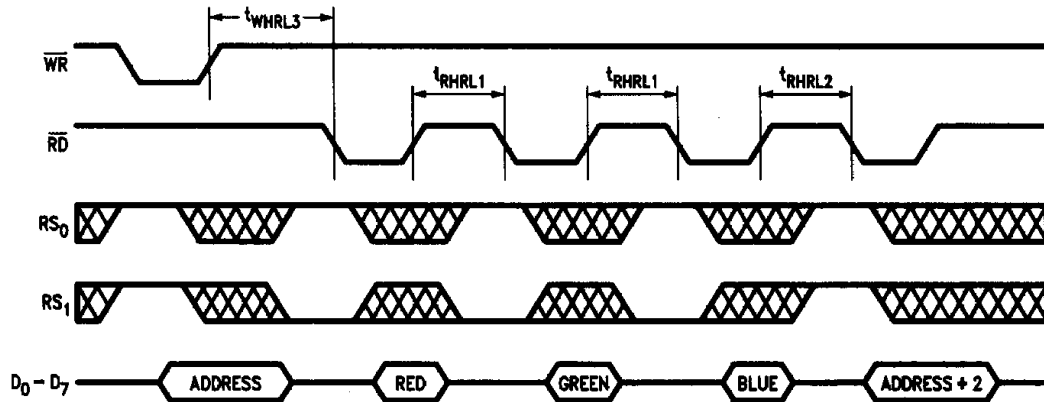 tWHRL3
WR
tRHRL1 tRHRL1 tRHRL2
RD
RS0
RS1
D0 – D7 ADDRESS RED GREEN BLUE ADDRESS + 2